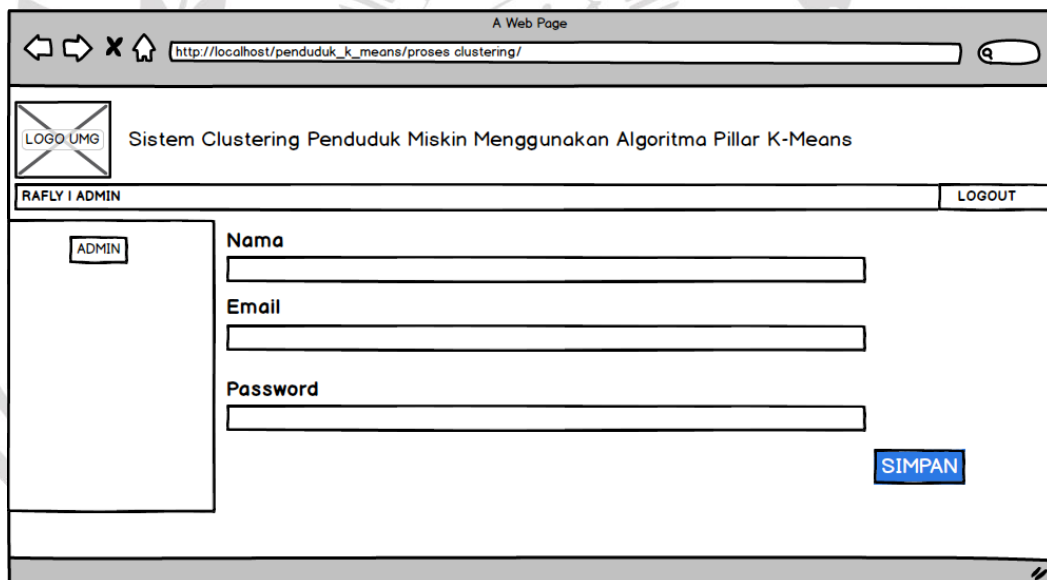 A Web Page
http://localhost/penduduk_k_means/proses clustering/
LOGO UMG
Sistem Clustering Penduduk Miskin Menggunakan Algoritma Pillar K-Means
RAFLY I ADMIN
LOGOUT
ADMIN
Nama
Email
Password
SIMPAN